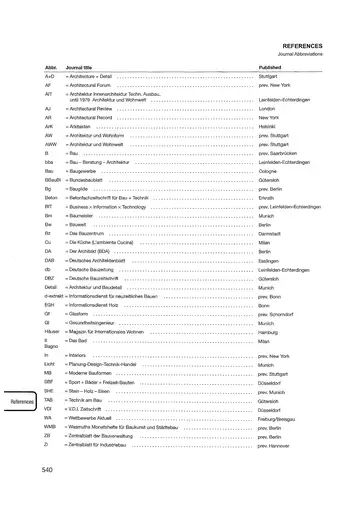 REFERENCES
Journal Abbreviations
Abbr. Journal title Published
A+D = Architecture + Detail Stuttgart
AF = Architectural Forum prev. New York
AIT = Architektur Innenarchitektur Techn. Ausbau,
until 1979 Architektur und Wohnwelt Leinfelden-Echterdingen
AJ = Architectural Review London
AR = Architectural Record New York
ArK = Arkitekten Helsinki
AW = Architektur und Wohnform prev. Stuttgart
AWW = Architektur und Wohnwelt prev. Stuttgart
B = Bau prev. Saarbrücken
bba = Bau – Beratung – Architektur Leinfelden-Echterdingen
Bau = Baugewerbe Cologne
BBauBl = Bundesbaublatt Gütersloh
Bg = Baugilde prev. Berlin
Beton = Betonfachzeitschrift für Bau + Technik Erkrath
BIT = Business × Information × Technology prev. Leinfelden-Echterdingen
Bm = Baumeister Munich
Bw = Bauwelt Berlin
Bz = Das Bauzentrum Darmstadt
Cu = Die Küche (L'ambiente Cucina) Milan
DA = Der Architekt (BDA) Berlin
DAB = Deutsches Architektenblatt Esslingen
db = Deutsche Bauzeitung Leinfelden-Echterdingen
DBZ = Deutsche Bauzeitschrift Gütersloh
Detail = Architektur und Baudetail Munich
d-extrakt = Informationsdienst für neuzeitliches Bauen prev. Bonn
EGH = Informationsdienst Holz Bonn
Gf = Glasform prev. Schorndorf
GI = Gesundheitsingenieur Munich
Häuser = Magazin für Internationales Wohnen Hamburg
Il
Bagno = Das Bad Milan
In = Interiors prev. New York
Licht = Planung-Design-Technik-Handel Munich
MB = Moderne Bauformen prev. Stuttgart
SBF = Sport + Bäder + Freizeit-Bauten Düsseldorf
SHE = Stein – Holz – Eisen prev. Munich
TAB = Technik am Bau Gütersloh
VDI = V.D.I. Zeitschrift Düsseldorf
WA = Wettbewerbe Aktuell Freiburg/Breisgau
WMB = Wasmuths Monatshefte für Baukunst und Städtebau prev. Berlin
ZB = Zentralblatt der Bauverwaltung prev. Berlin
ZI = Zentralblatt für Industriebau prev. Hannover
References
540